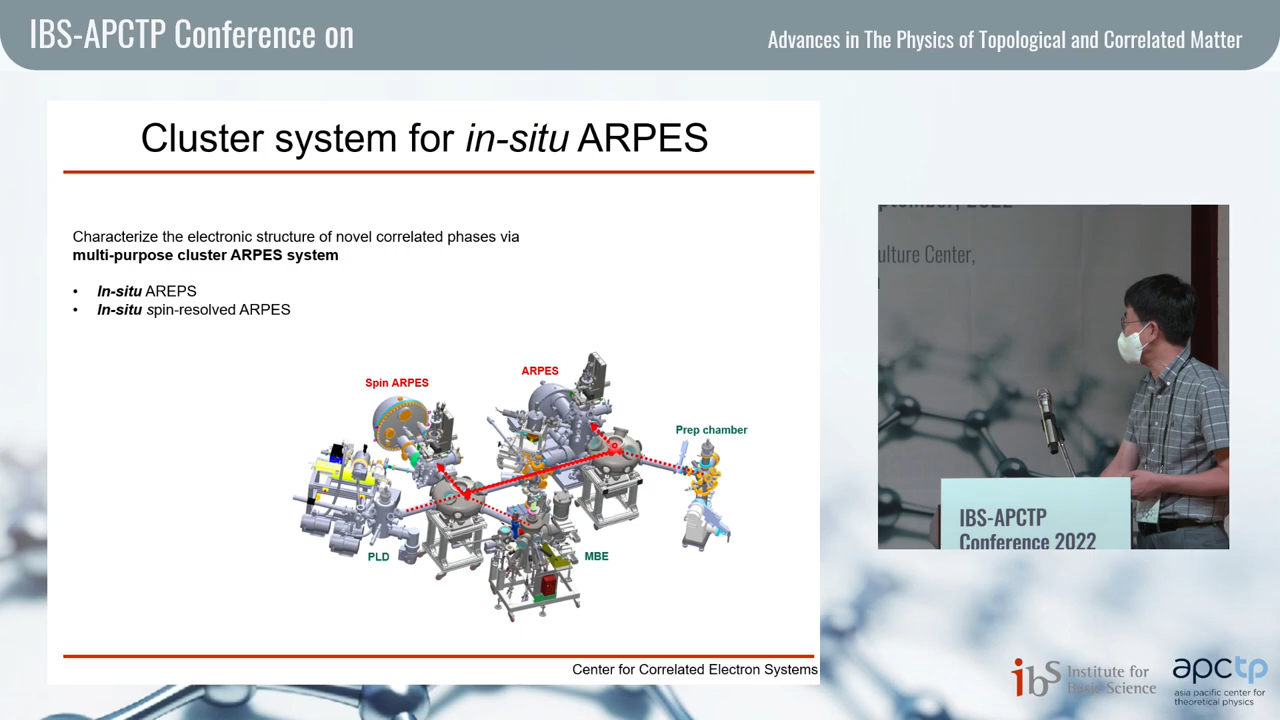 IBS-APCTP Conference on
Advances in The Physics of Topological and Correlated Matter
Cluster system for in-situ ARPES
Characterize the electronic structure of novel correlated phases via
multi-purpose cluster ARPES system
• In-situ AREPS
• In-situ spin-resolved ARPES
ARPES
Spin ARPES
Prep chamber
PLD
MBE
Center for Correlated Electron Systems
2022
ulture Center,
IBS-APCTP
Conference 2022
ibs Institute for
Basic Science
apctp
asia pacific center for
theoretical physics